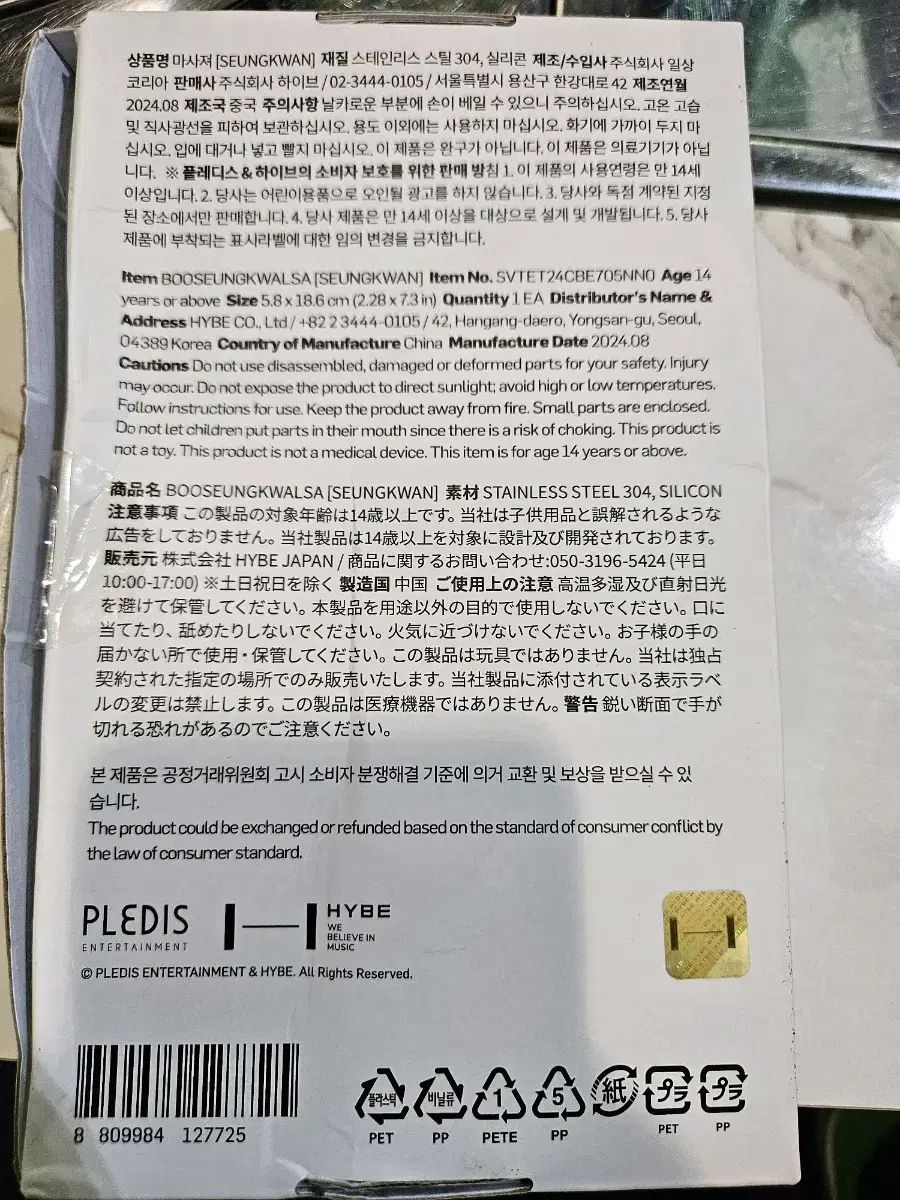 상품명 마사져 [SEUNGKWAN] 재질 스테인리스 스틸 304, 실리콘 제조/수입사 주식회사 일상
코리아 판매사 주식회사 하이브 / 02-3444-0105 / 서울특별시 용산구 한강대로 42 제조연월
2024.08 제조국 중국 주의사항 날카로운 부분에 손이 베일 수 있으니 주의하십시오. 고온 고습
및 직사광선을 피하여 보관하십시오. 용도 이외에는 사용하지 마십시오. 화기에 가까이 두지 마
십시오. 입에 대거나 넣고 빨지 마십시오. 이 제품은 완구가 아닙니다. 이 제품은 의료기기가 아닙
니다. ※ 플레디스 & 하이브의 소비자 보호를 위한 판매 방침 1. 이 제품의 사용연령은 만 14세
이상입니다. 2. 당사는 어린이용품으로 오인될 광고를 하지 않습니다. 3. 당사와 독점 계약된 지정
된 장소에서만 판매합니다. 4. 당사 제품은 만 14세 이상을 대상으로 설계 및 개발됩니다. 5. 당사
제품에 부착되는 표시라벨에 대한 임의 변경을 금지합니다.
Item BOOSEUNGKWALSA [SEUNGKWAN] Item No. SVTET24CBE705NN0 Age 14
years or above Size 5.8 x 18.6 cm (2.28 x 7.3 in) Quantity 1 EA Distributor's Name &
Address HYBE CO., Ltd / +82 2 3444-0105 / 42, Hangang-daero, Yongsan-gu, Seoul,
04389 Korea Country of Manufacture China Manufacture Date 2024.08
Cautions Do not use disassembled, damaged or deformed parts for your safety. Injury
may occur. Do not expose the product to direct sunlight; avoid high or low temperatures.
Follow instructions for use. Keep the product away from fire. Small parts are enclosed.
Do not let children put parts in their mouth since there is a risk of choking. This product is
not a toy. This product is not a medical device. This item is for age 14 years or above.
商品名 BOOSEUNGKWALSA [SEUNGKWAN] 素材 STAINLESS STEEL 304, SILICON
注意事項 この製品の対象年齢は14歳以上です。当社は子供用品と誤解されるような
広告をしておりません。当社製品は14歳以上を対象に設計及び開発されております。
販売元 株式会社 HYBE JAPAN / 商品に関するお問い合わせ:050-3196-5424 (平日
10:00-17:00) ※土日祝日を除く 製造国 中国 ご使用上の注意 高温多湿及び直射日光
を避けて保管してください。本製品を用途以外の目的で使用しないでください。口に
当てたり、舐めたりしないでください。火気に近づけないでください。お子様の手の
届かない所で使用・保管してください。この製品は玩具ではありません。当社は独占
契約された指定の場所でのみ販売いたします。当社製品に添付されている表示ラベ
ルの変更は禁止します。この製品は医療機器ではありません。警告 鋭い断面で手が
切れる恐れがあるのでご注意ください。
본 제품은 공정거래위원회 고시 소비자 분쟁해결 기준에 의거 교환 및 보상을 받으실 수 있
습니다.
The product could be exchanged or refunded based on the standard of consumer conflict by
the law of consumer standard.
PLEDIS
ENTERTAINMENT
HYBE
WE
BELIEVE IN
MUSIC
© PLEDIS ENTERTAINMENT & HYBE. All Rights Reserved.
8 809984 127725
플라스틱 비닐류 1 5 紙 プラ プラ
PET PP PETE PP PET PP